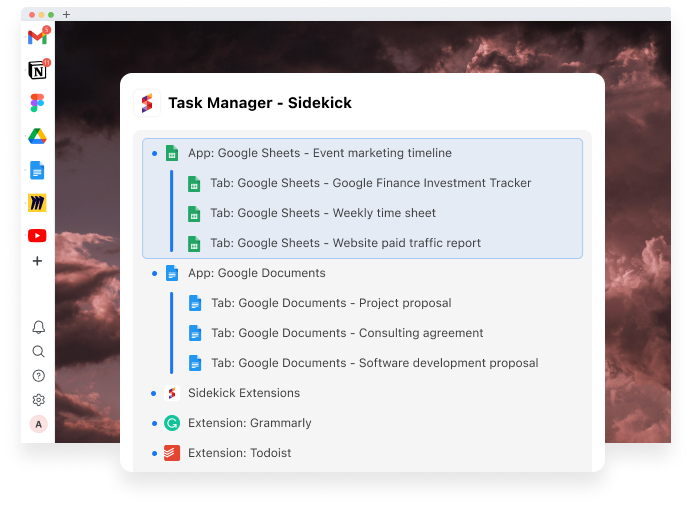 5
11
Task Manager - Sidekick
App: Google Sheets - Event marketing timeline
Tab: Google Sheets - Google Finance Investment Tracker
Tab: Google Sheets - Weekly time sheet
Tab: Google Sheets - Website paid traffic report
App: Google Documents
Tab: Google Documents - Project proposal
Tab: Google Documents - Consulting agreement
Tab: Google Documents - Software development proposal
Sidekick Extensions
Extension: Grammarly
Extension: Todoist
A